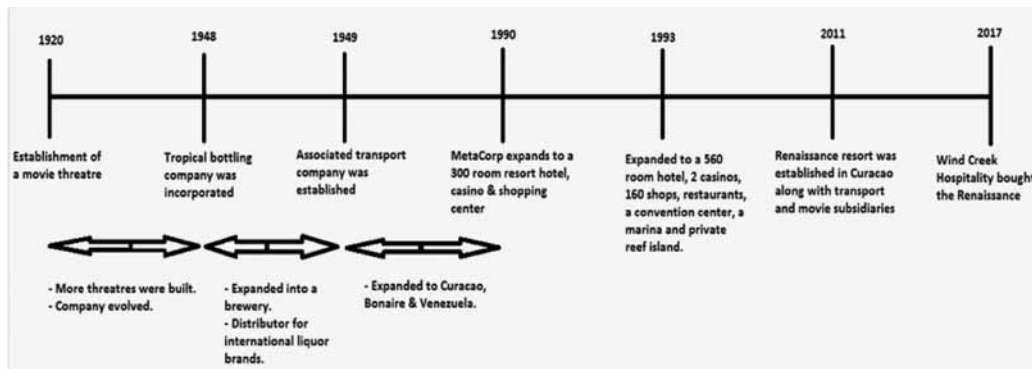 1920
1948
1949
1990
1993
2011
2017
Establishment of
a movie threatre
Tropical bottling
company was
incorporated
Associated transport
company was
established
MetaCorp expands to a
300 room resort hotel,
casino & shopping
center
Expanded to a 560
room hotel, 2 casinos,
160 shops, restaurants,
a convention center, a
marina and private
reef island.
Renaissance resort was
established in Curacao
along with transport
and movie subsidiaries
Wind Creek
Hospitality bought
the Renaissance
- More threatres were built.
- Company evolved.
- Expanded into a
brewery.
- Distributor for
international liquor
brands.
- Expanded to Curacao,
Bonaire & Venezuela.